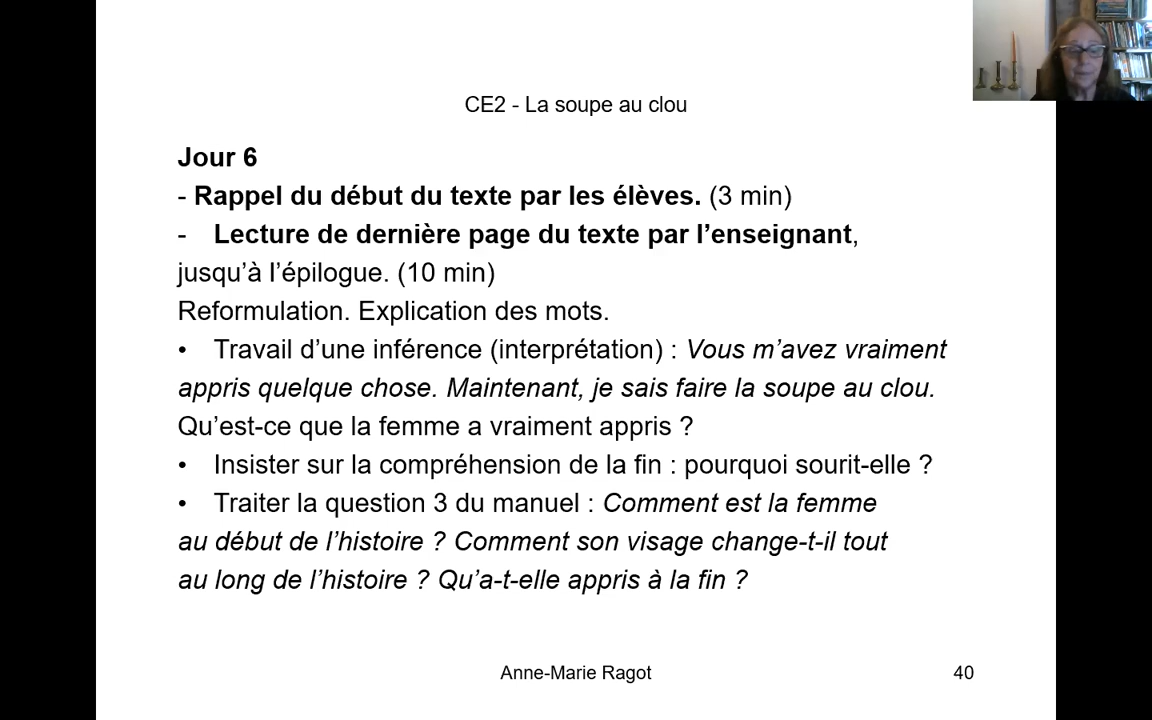 CE2 - La soupe au clou
Jour 6
- Rappel du début du texte par les élèves. (3 min)
- Lecture de dernière page du texte par l’enseignant,
jusqu’à l’épilogue. (10 min)
Reformulation. Explication des mots.
• Travail d’une inférence (interprétation) : Vous m’avez vraiment
appris quelque chose. Maintenant, je sais faire la soupe au clou.
Qu’est-ce que la femme a vraiment appris ?
• Insister sur la compréhension de la fin : pourquoi sourit-elle ?
• Traiter la question 3 du manuel : Comment est la femme
au début de l’histoire ? Comment son visage change-t-il tout
au long de l’histoire ? Qu’a-t-elle appris à la fin ?
Anne-Marie Ragot
40